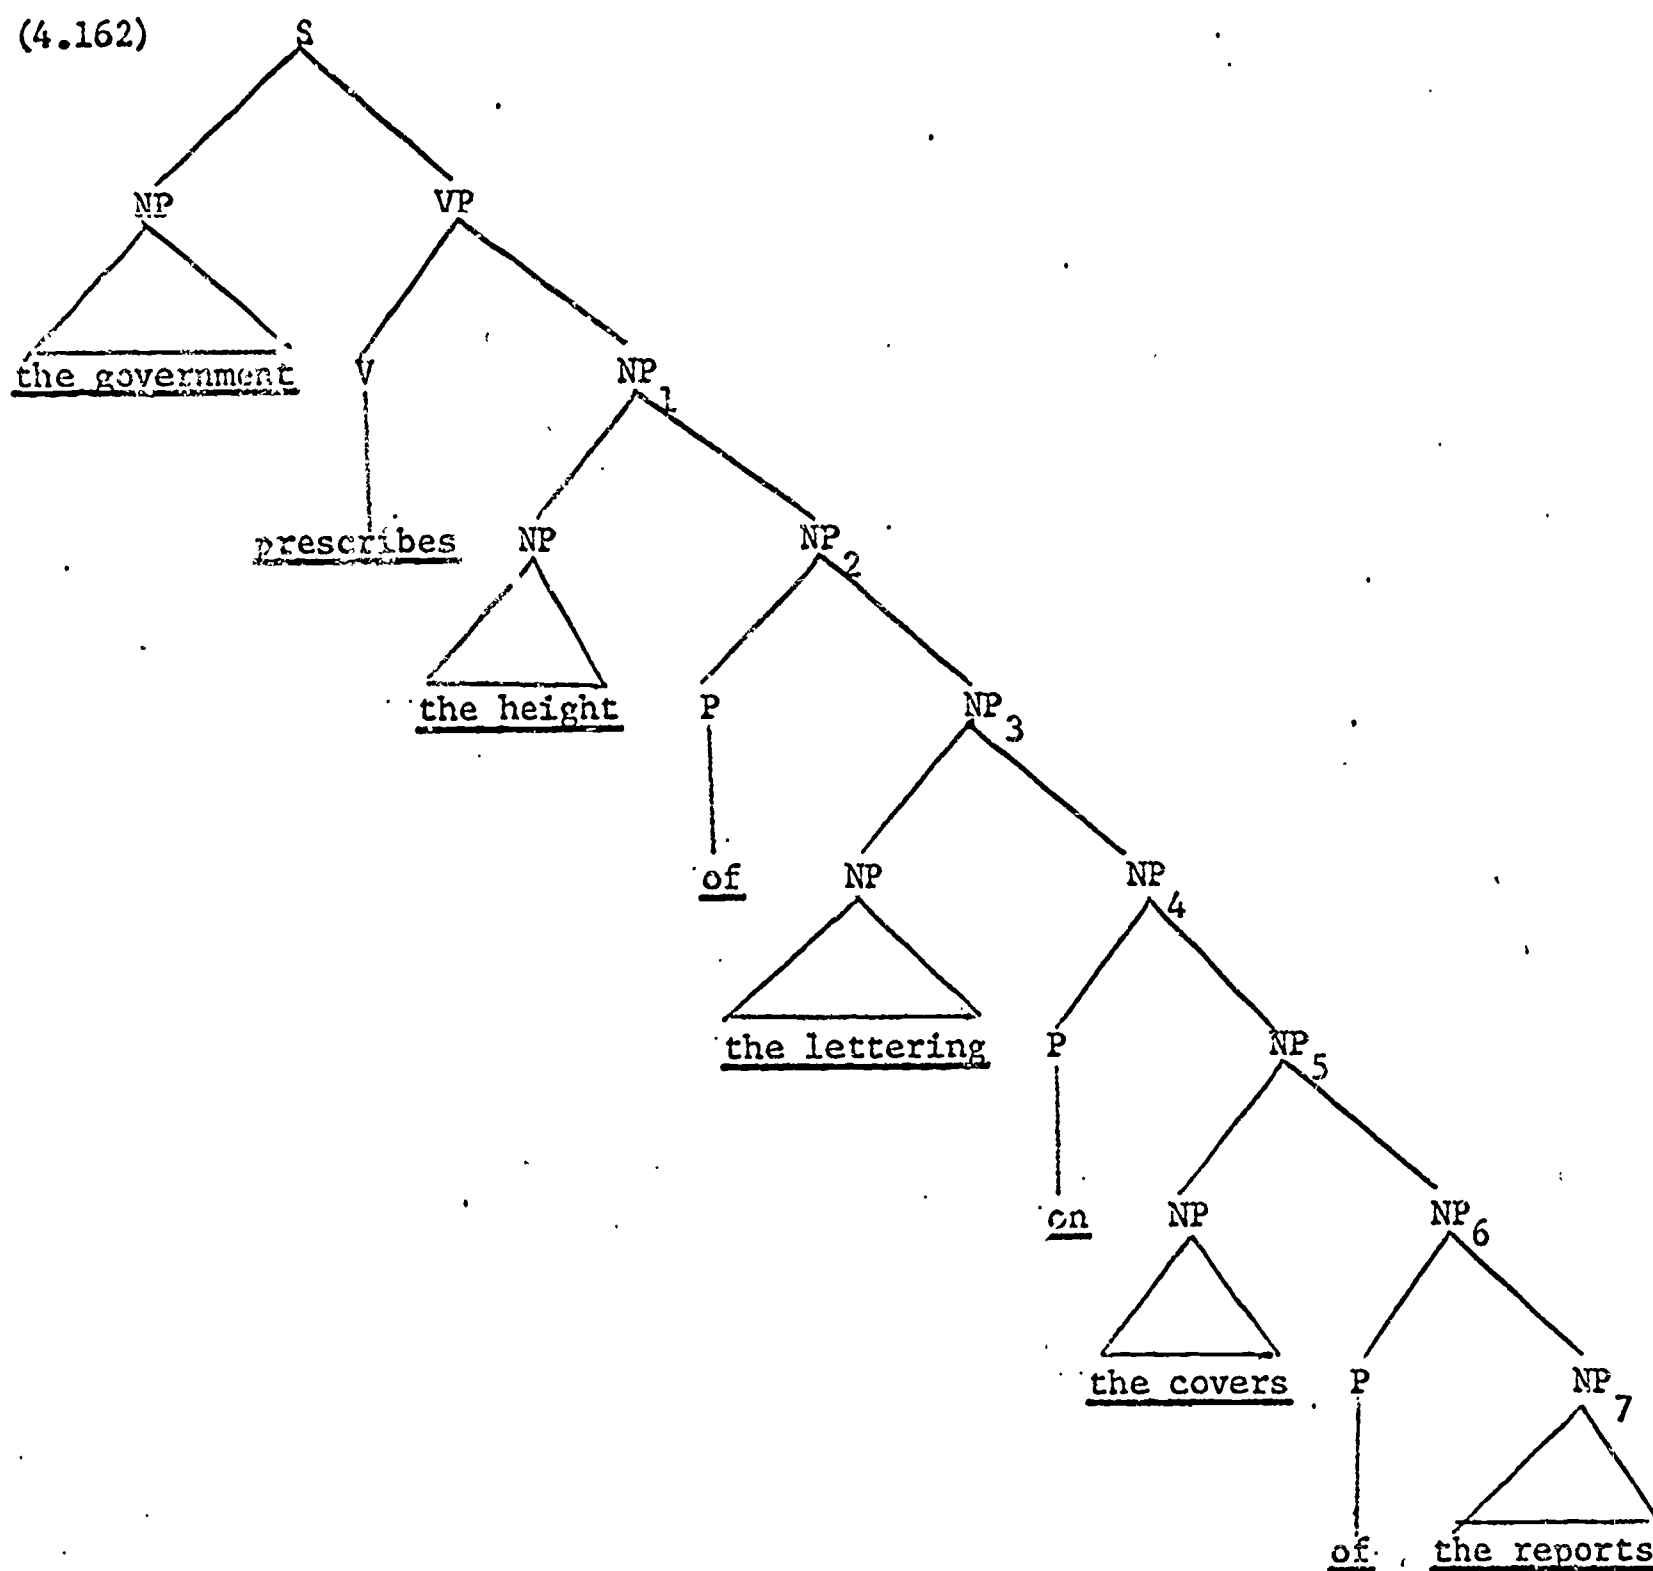 (4.162) S
NP VP
the government V NP1
prescribes NP NP2
the height P NP3
of NP NP4
the lettering P NP5
on NP NP6
the covers P NP7
of the reports